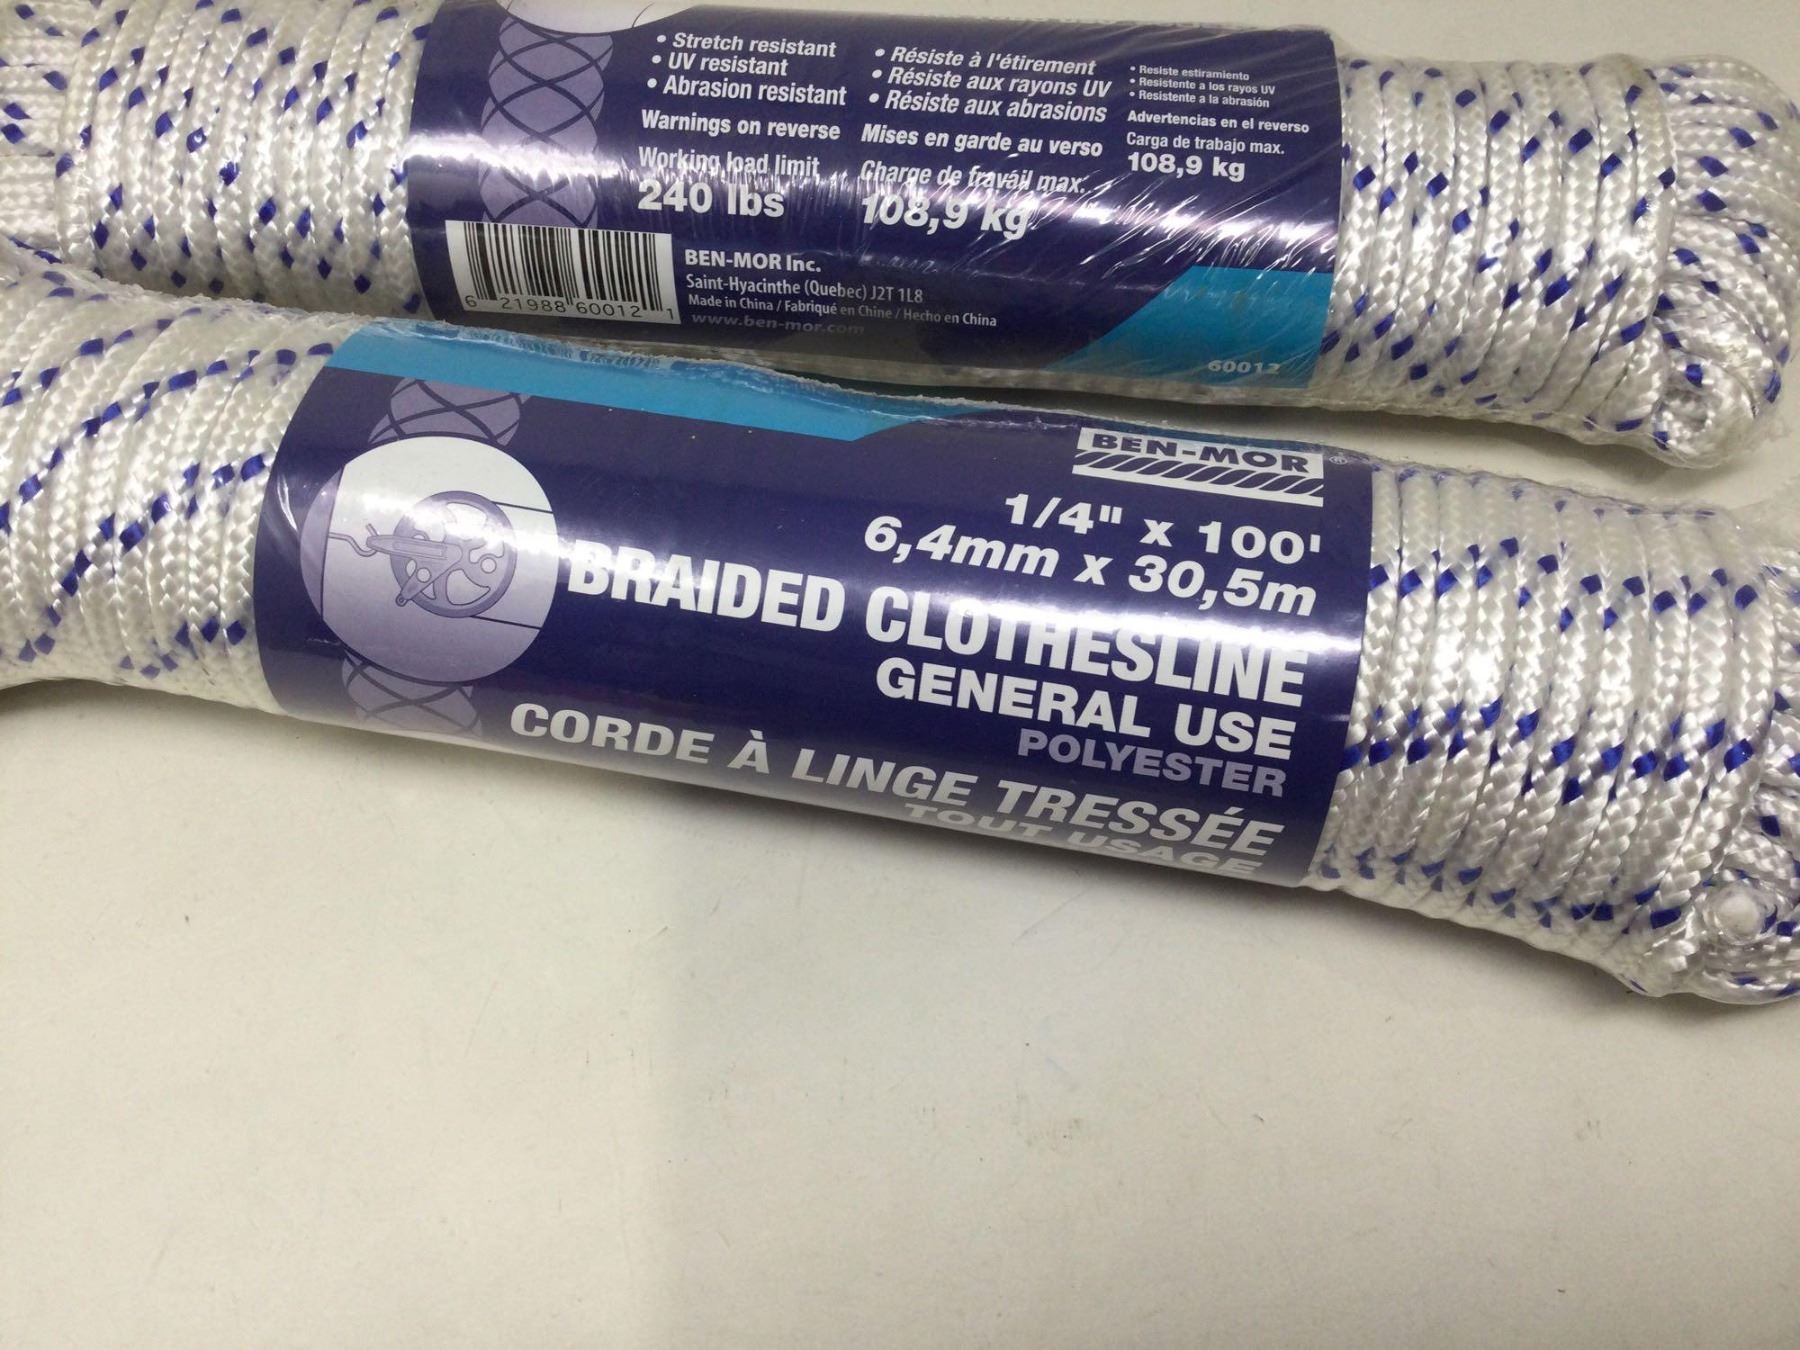 • Stretch resistant
• UV resistant
• Abrasion resistant
Warnings on reverse
Working load limit
240 lbs
• Résiste à l'étirement
• Résiste aux rayons UV
• Résiste aux abrasions
Mises en garde au verso
Charge de travail max.
108,9 kg
• Resiste estiramiento
• Resistente a los rayos UV
• Resistente a la abrasión
Advertencias en el reverso
Carga de trabajo max.
108,9 kg
6 21988 60012 1
BEN-MOR Inc.
Saint-Hyacinthe (Quebec) J2T 1L8
Made in China / Fabriqué en Chine / Hecho en China
www.ben-mor.com
60012
BEN-MOR®
1/4" x 100'
6,4mm x 30,5m
BRAIDED CLOTHESLINE
GENERAL USE
POLYESTER
CORDE À LINGE TRESSÉE
TOUT USAGE